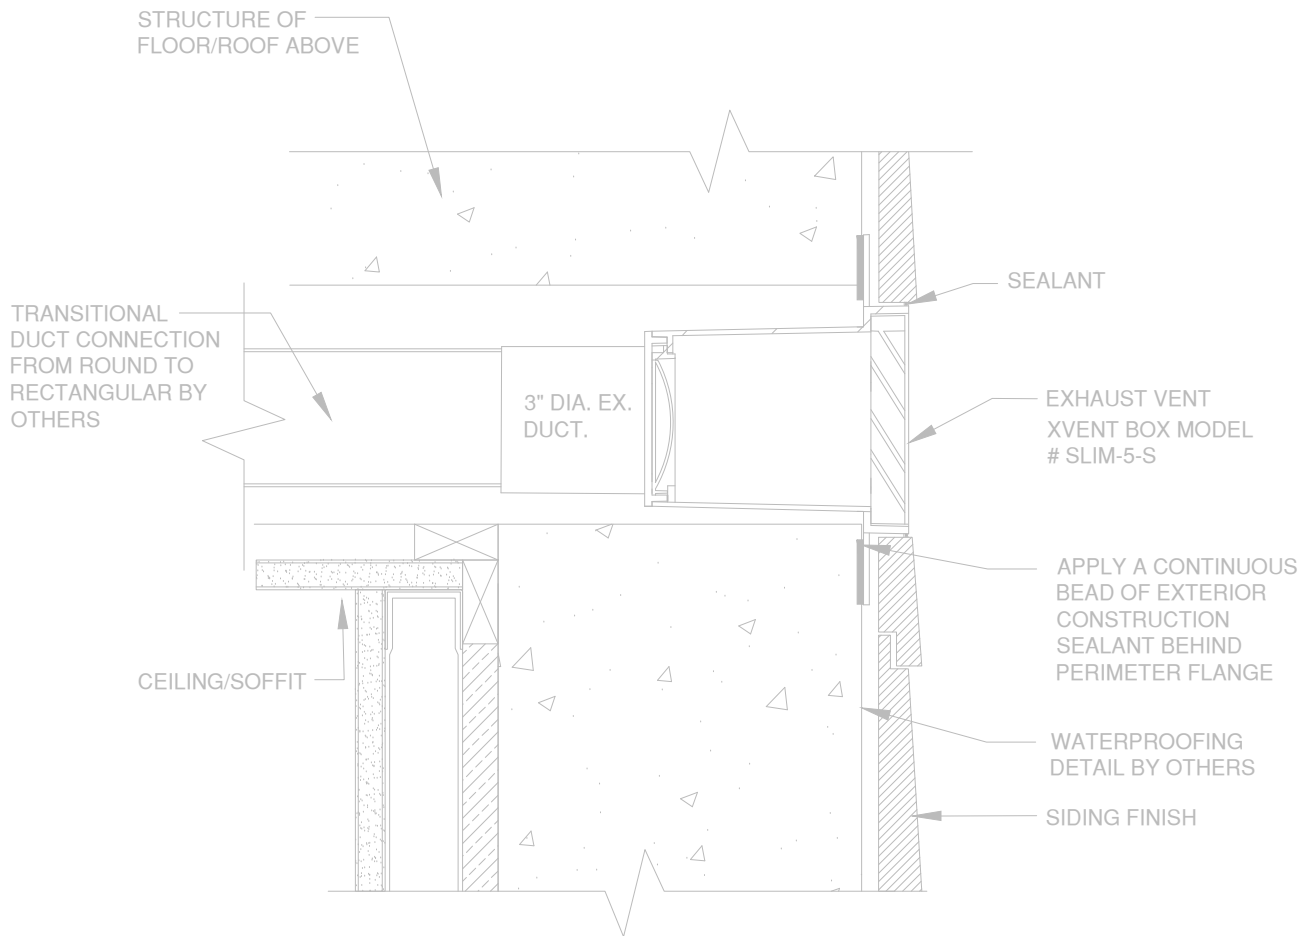 STRUCTURE OF
FLOOR/ROOF ABOVE
SEALANT
TRANSITIONAL
DUCT CONNECTION
FROM ROUND TO
RECTANGULAR BY
OTHERS
3" DIA. EX.
DUCT.
EXHAUST VENT
XVENT BOX MODEL
# SLIM-5-S
APPLY A CONTINUOUS
BEAD OF EXTERIOR
CONSTRUCTION
SEALANT BEHIND
PERIMETER FLANGE
CEILING/SOFFIT
WATERPROOFING
DETAIL BY OTHERS
SIDING FINISH